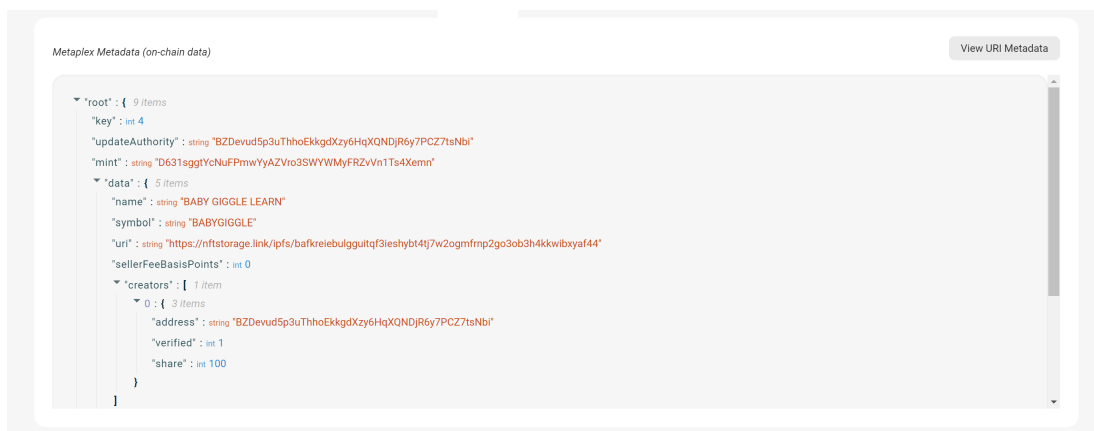 Metaplex Metadata (on-chain data)
View URI Metadata
"root" : { 9 items
"key" : int 4
"updateAuthority" : string "BZDevud5p3uThhoEkkgdXzy6HqXQNDjR6y7PCZ7tsNbi"
"mint" : string "D631sggtYcNuFPmwYyAZVro3SWYWMyFRZvVn1Ts4Xemn"
"data" : { 5 items
"name" : string "BABY GIGGLE LEARN"
"symbol" : string "BABYGIGGLE"
"uri" : string "https://nftstorage.link/ipfs/bafkreiebulgguitqf3ieshybt4tj7w2ogmfrnp2go3ob3h4kkwibxyaf44"
"sellerFeeBasisPoints" : int 0
"creators" : [ 1 item
0 : { 3 items
"address" : string "BZDevud5p3uThhoEkkgdXzy6HqXQNDjR6y7PCZ7tsNbi"
"verified" : int 1
"share" : int 100
}
]